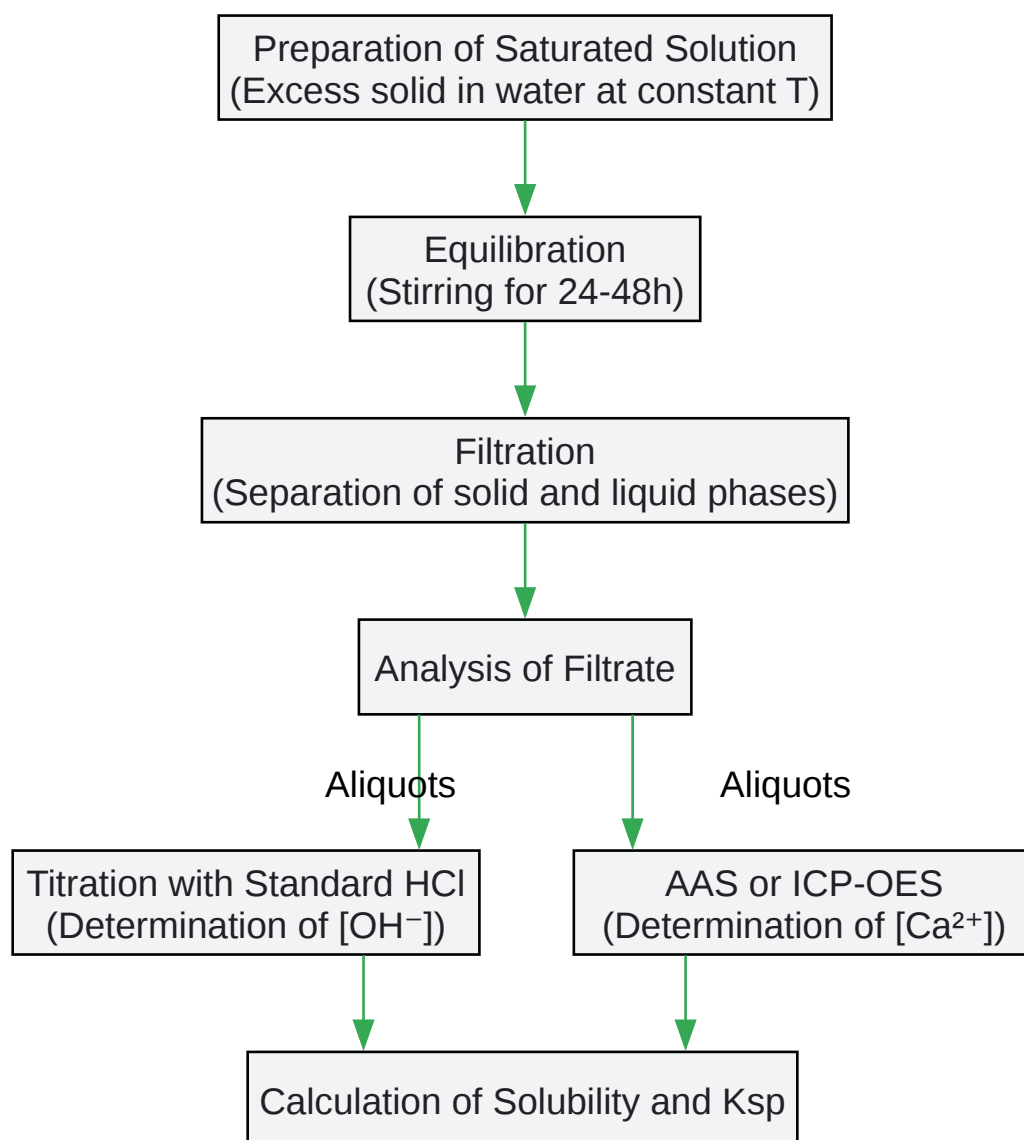 Preparation of Saturated Solution
(Excess solid in water at constant T)
Equilibration
(Stirring for 24-48h)
Filtration
(Separation of solid and liquid phases)
Analysis of Filtrate
Aliquots
Aliquots
Titration with Standard HCl
(Determination of [OH⁻])
AAS or ICP-OES
(Determination of [Ca²⁺])
Calculation of Solubility and Ksp